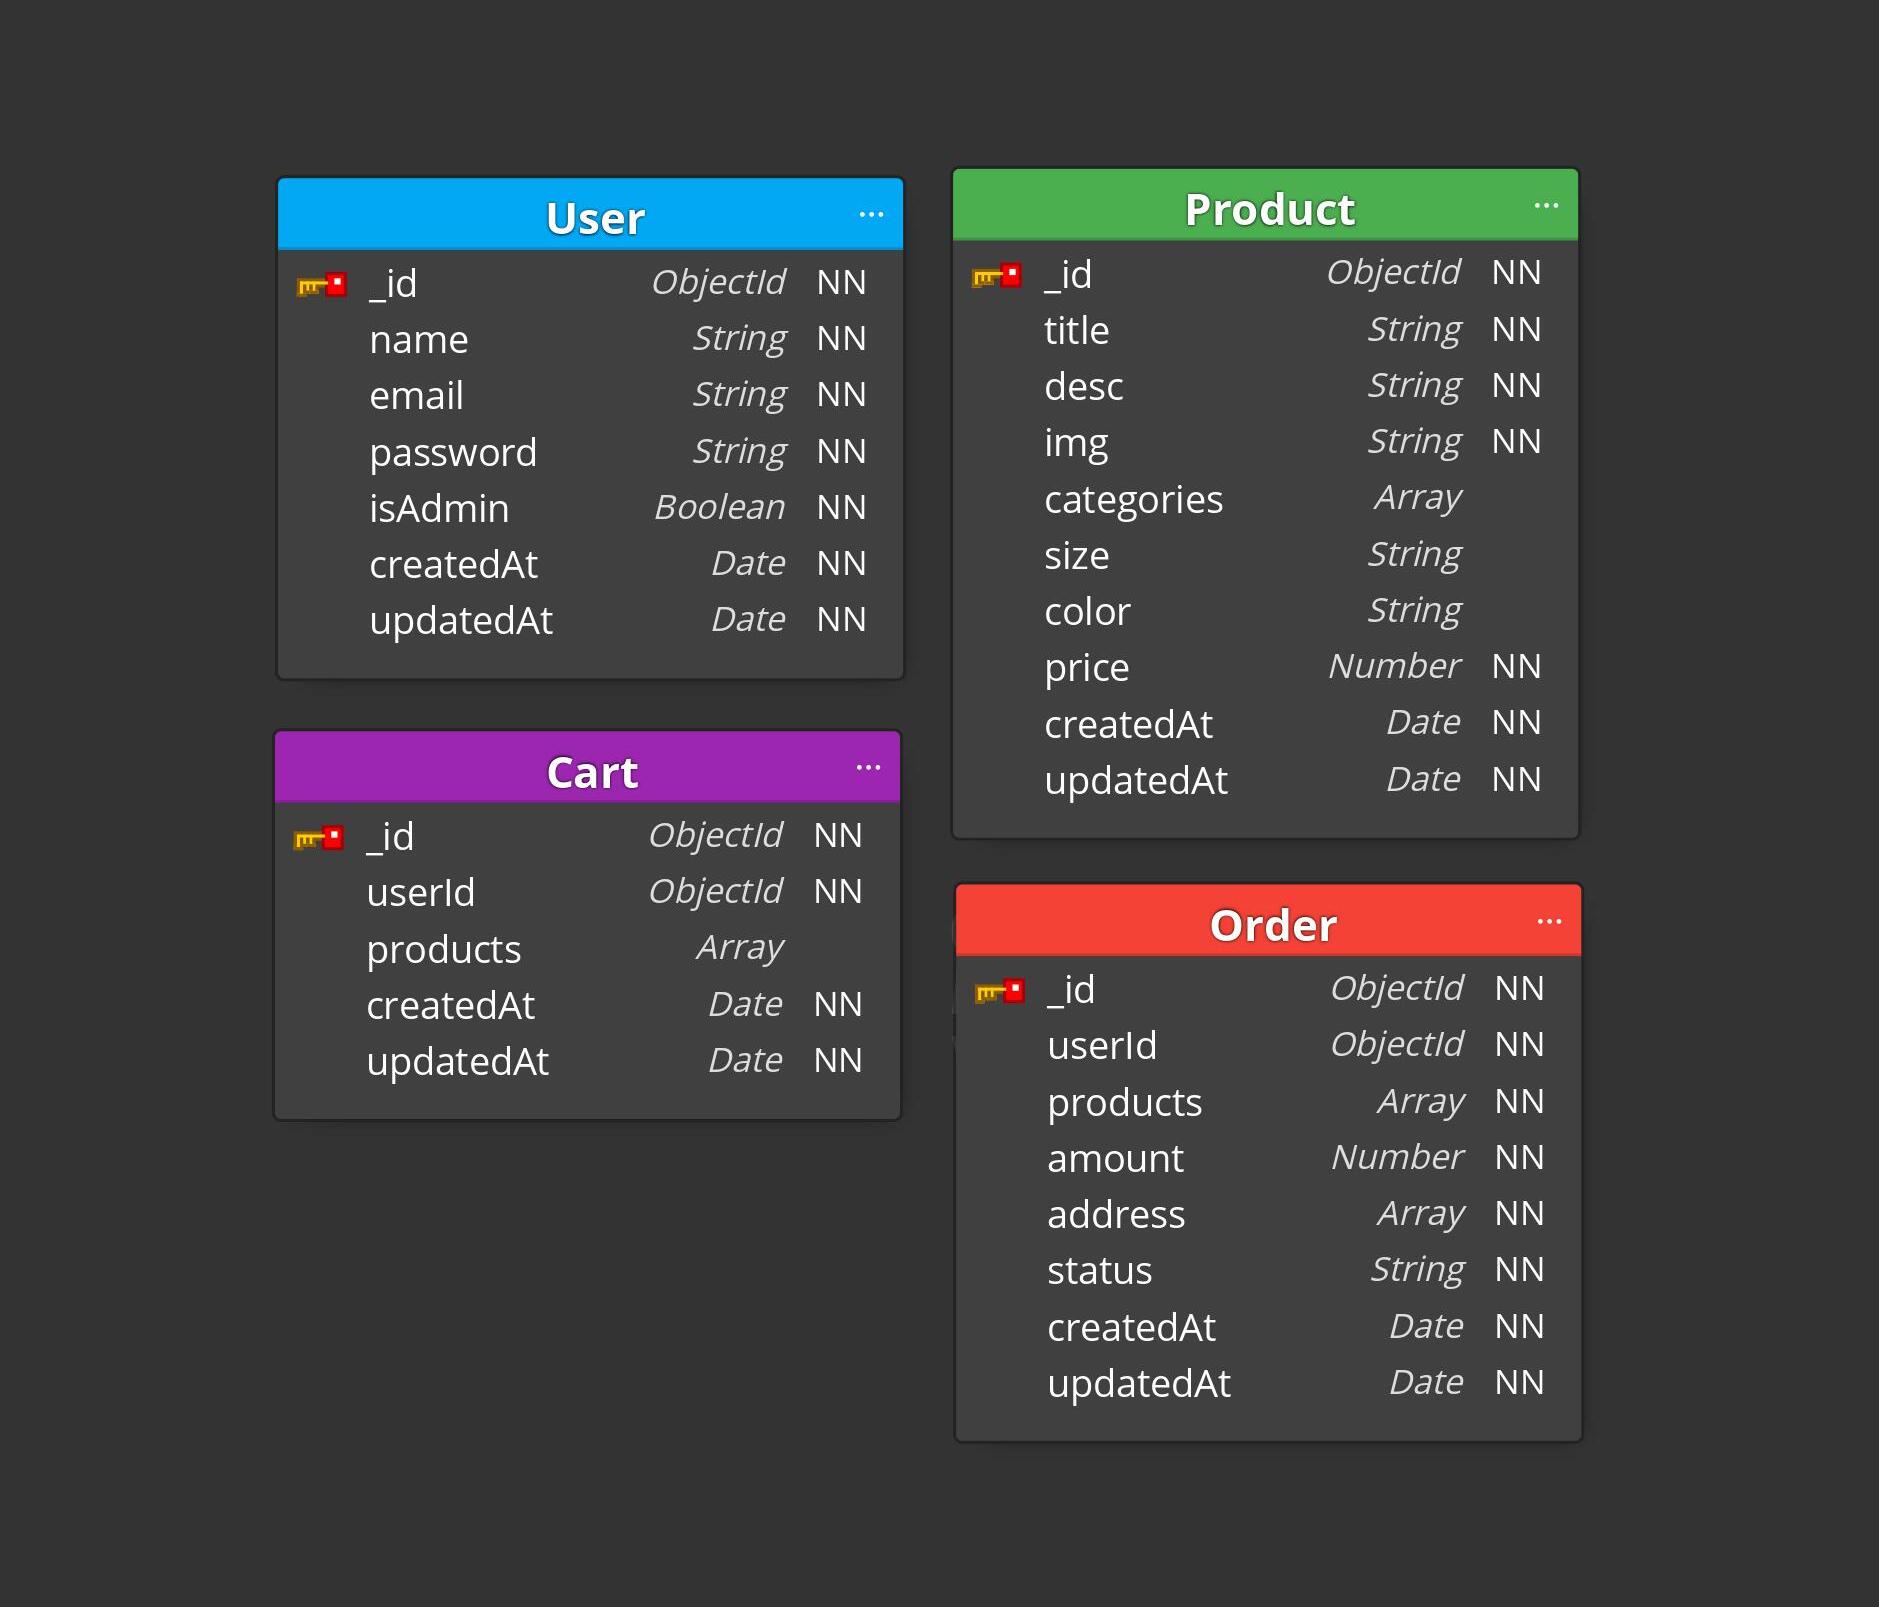 User ...
_id ObjectId NN
name String NN
email String NN
password String NN
isAdmin Boolean NN
createdAt Date NN
updatedAt Date NN
Product ...
_id ObjectId NN
title String NN
desc String NN
img String NN
categories Array
size String
color String
price Number NN
createdAt Date NN
updatedAt Date NN
Cart ...
_id ObjectId NN
userId ObjectId NN
products Array
createdAt Date NN
updatedAt Date NN
Order ...
_id ObjectId NN
userId ObjectId NN
products Array NN
amount Number NN
address Array NN
status String NN
createdAt Date NN
updatedAt Date NN